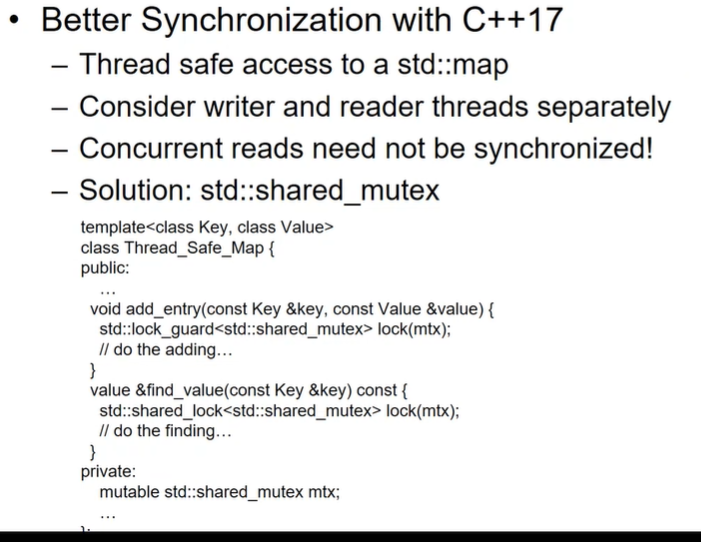 • Better Synchronization with C++17
– Thread safe access to a std::map
– Consider writer and reader threads separately
– Concurrent reads need not be synchronized!
– Solution: std::shared_mutex
template<class Key, class Value>
class Thread_Safe_Map {
public:
…
void add_entry(const Key &key, const Value &value) {
std::lock_guard<std::shared_mutex> lock(mtx);
// do the adding…
}
value &find_value(const Key &key) const {
std::shared_lock<std::shared_mutex> lock(mtx);
// do the finding…
}
private:
mutable std::shared_mutex mtx;
…